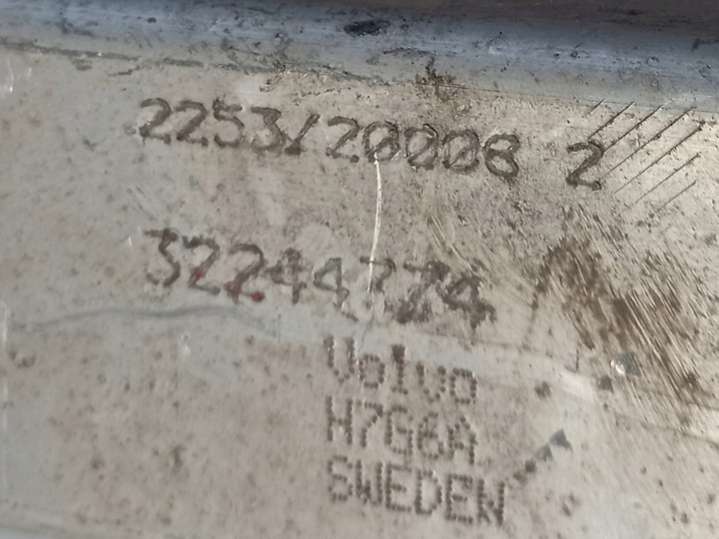 2253/20008 2
32244374
Volvo
H7G6A
SWEDEN